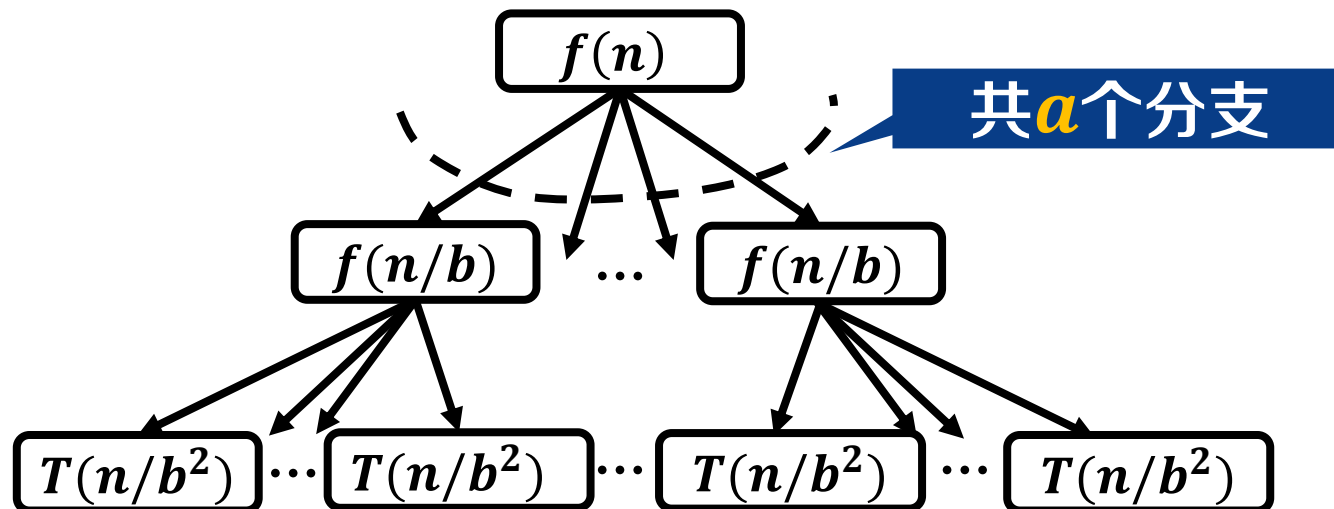 f(n)
共a个分支
f(n/b) ... f(n/b)
T(n/b²) ... T(n/b²) ... T(n/b²) ... T(n/b²)